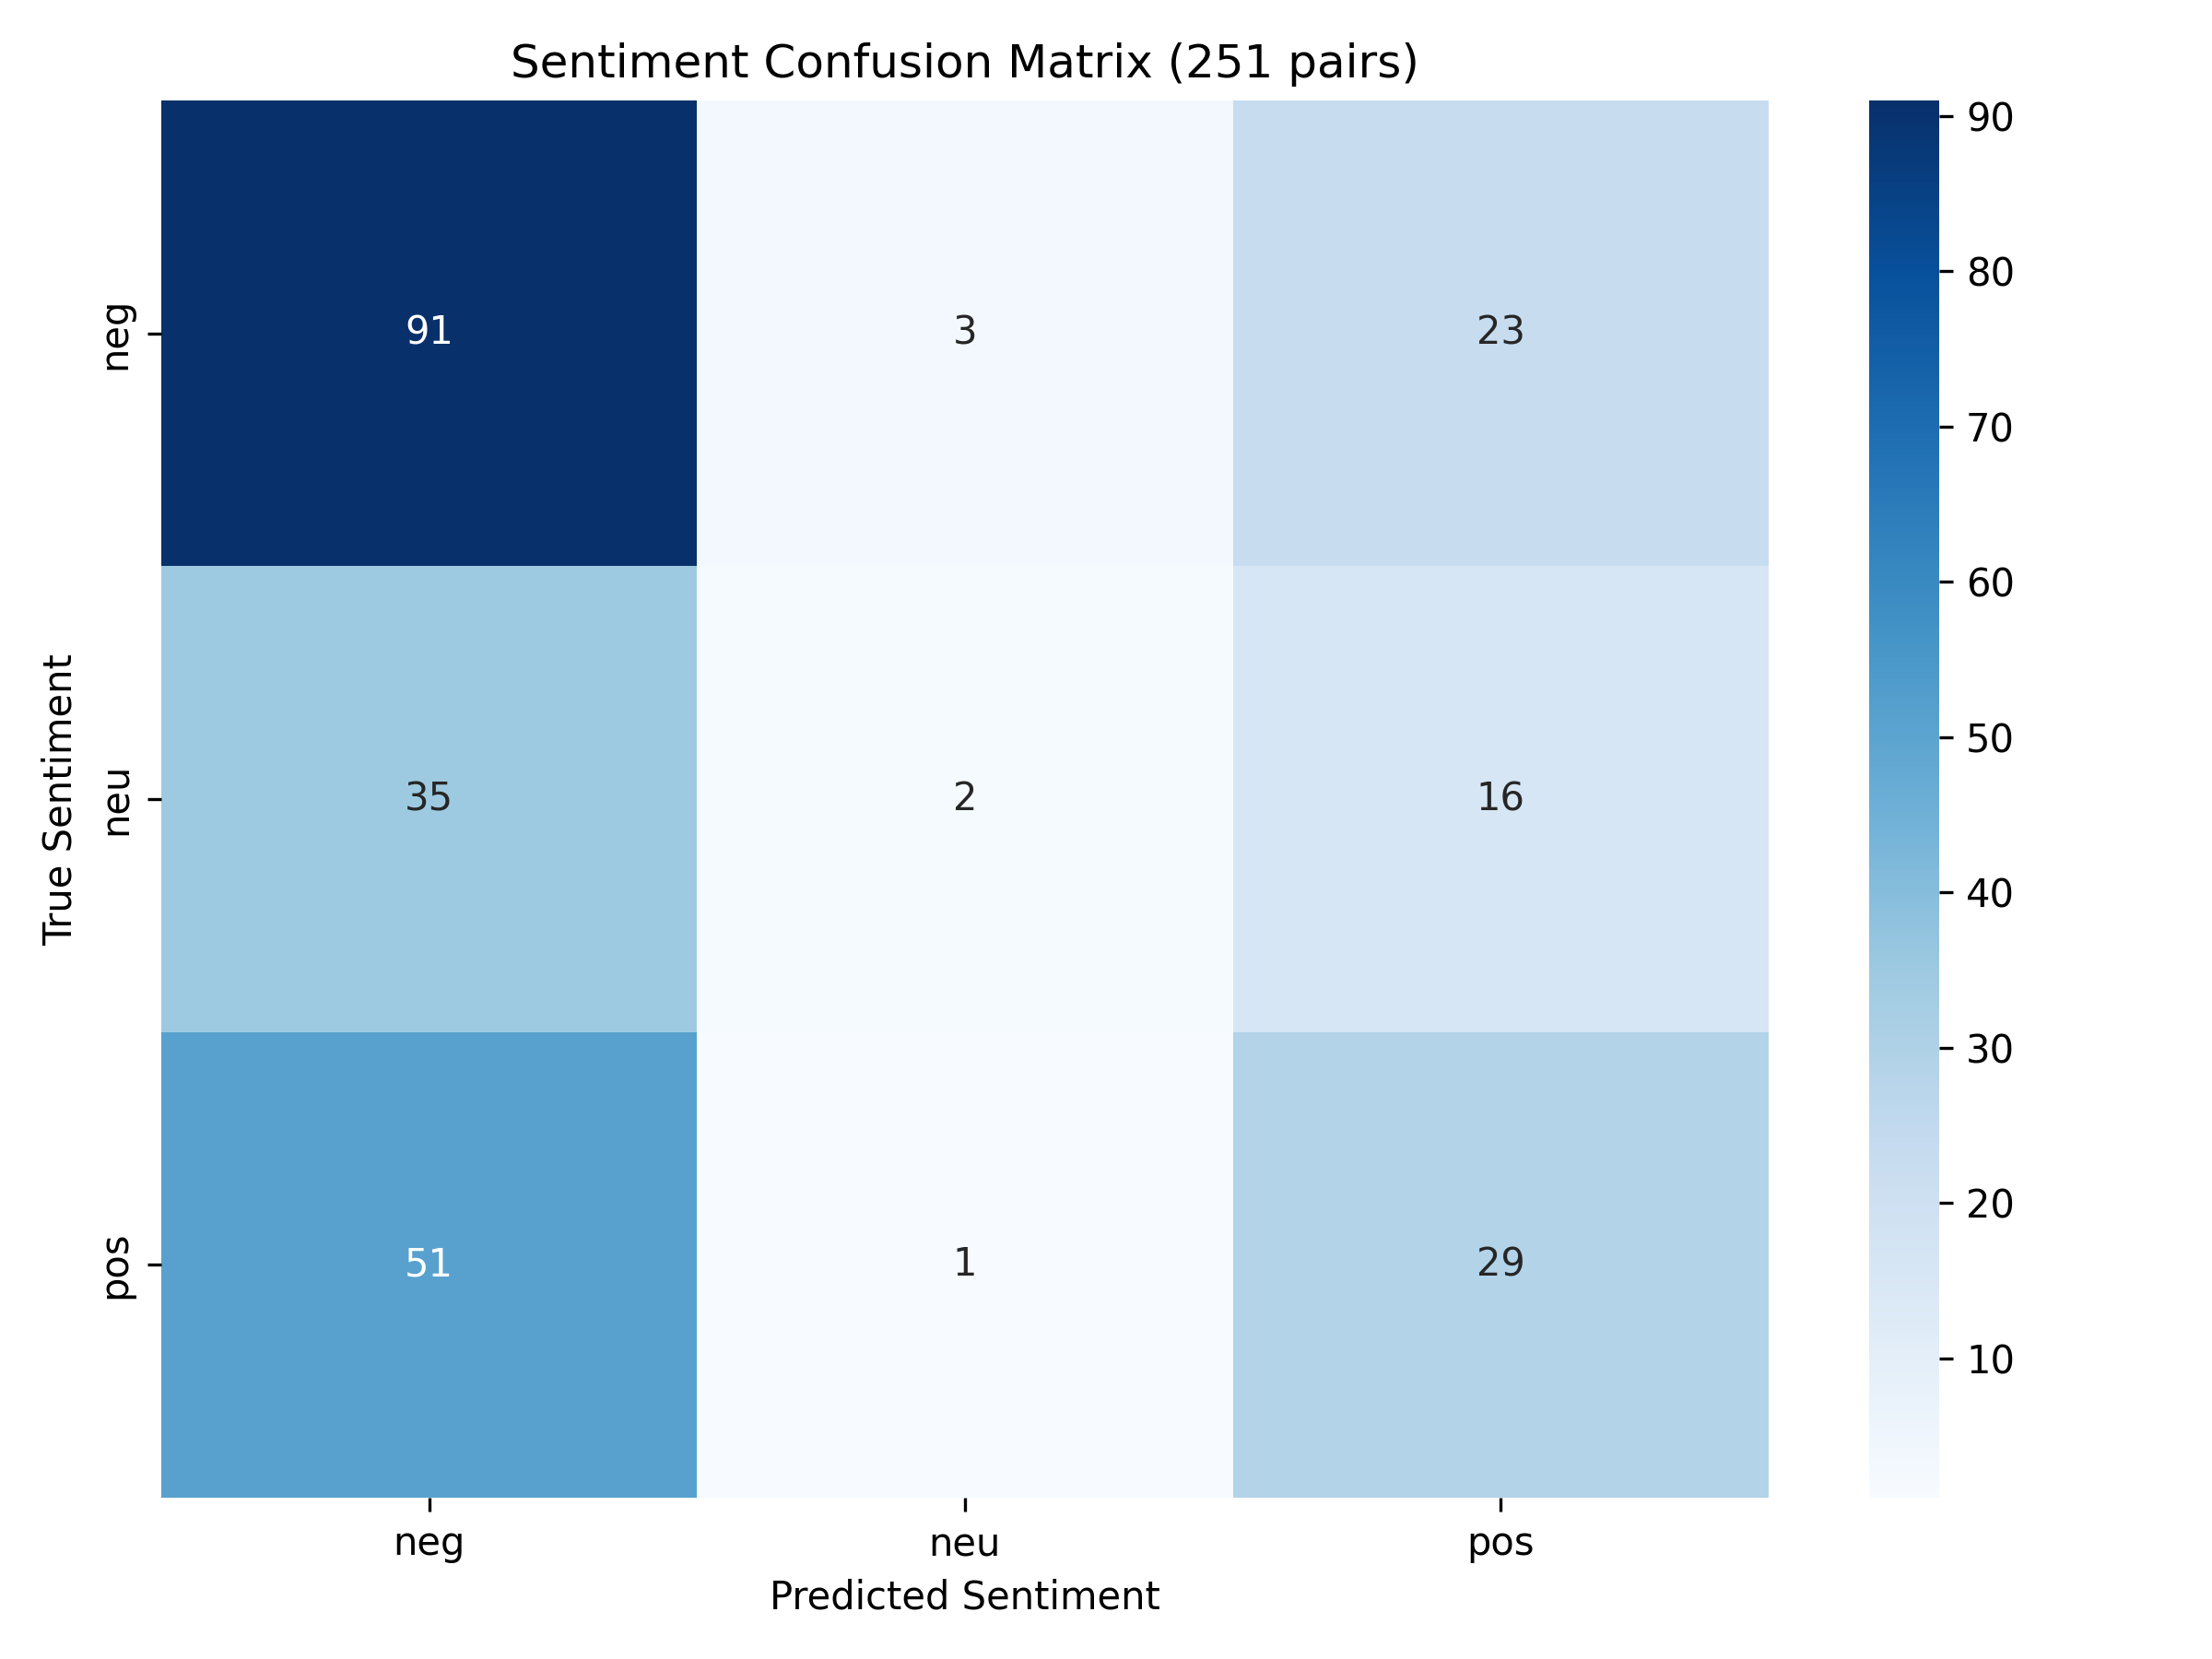 Sentiment Confusion Matrix (251 pairs)
True Sentiment
neg
91
3
23
neu
35
2
16
pos
51
1
29
neg
neu
pos
Predicted Sentiment
90
80
70
60
50
40
30
20
10